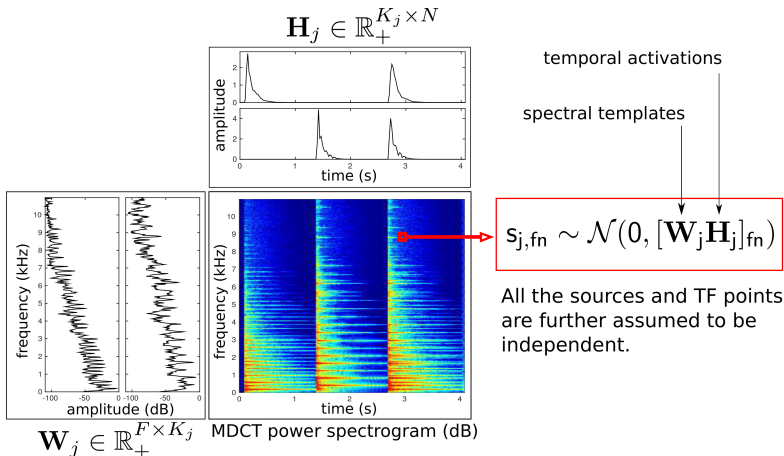 𝐇_j ∈ ℝ_+^{K_j×N}
temporal activations
spectral templates
amplitude
2
1
0
4
2
0
0 1 2 3 4
time (s)
frequency (kHz)
10
9
8
7
6
5
4
3
2
1
0
-100 -50 0
-100 -50 0
amplitude (dB)
𝐖_j ∈ ℝ_+^{F×K_j}
frequency (kHz)
10
9
8
7
6
5
4
3
2
1
0
0 1 2 3 4
time (s)
MDCT power spectrogram (dB)
s_{j,fn} ∼ 𝒩(0, [𝐖_j𝐇_j]_{fn})
All the sources and TF points
are further assumed to be
independent.